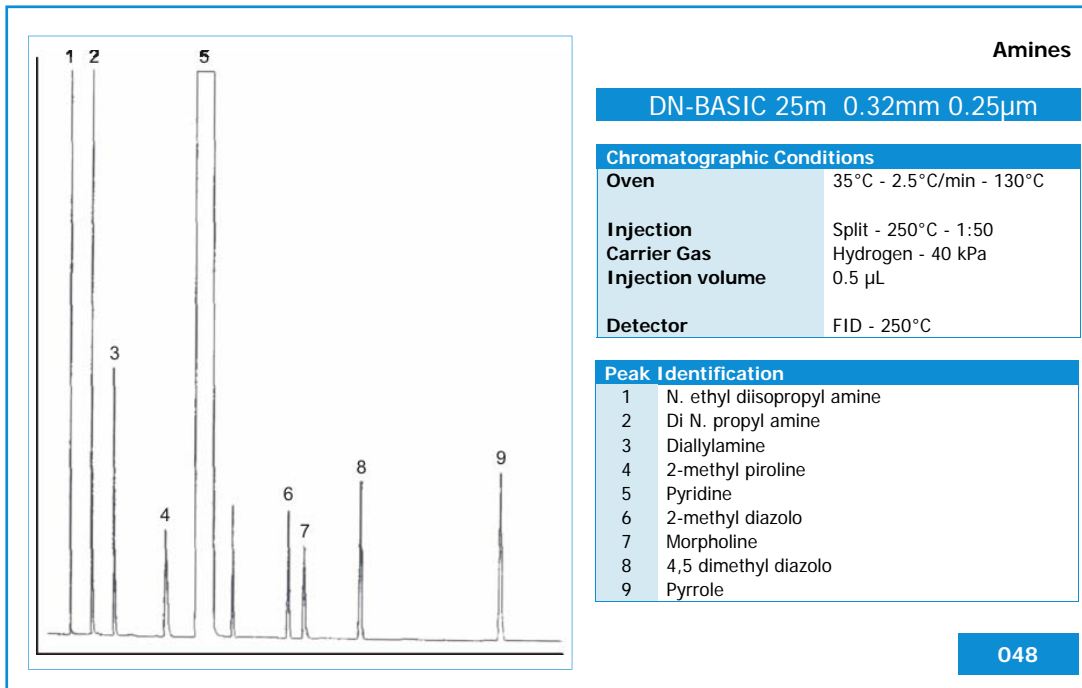 Amines
DN-BASIC 25m 0.32mm 0.25µm
Chromatographic Conditions
Oven 35°C - 2.5°C/min - 130°C
Injection Split - 250°C - 1:50
Carrier Gas Hydrogen - 40 kPa
Injection volume 0.5 µL
Detector FID - 250°C
Peak Identification
1 N. ethyl diisopropyl amine
2 Di N. propyl amine
3 Diallylamine
4 2-methyl piroline
5 Pyridine
6 2-methyl diazolo
7 Morpholine
8 4,5 dimethyl diazolo
9 Pyrrole
1 2 5
3
9
8
6
4
7
048